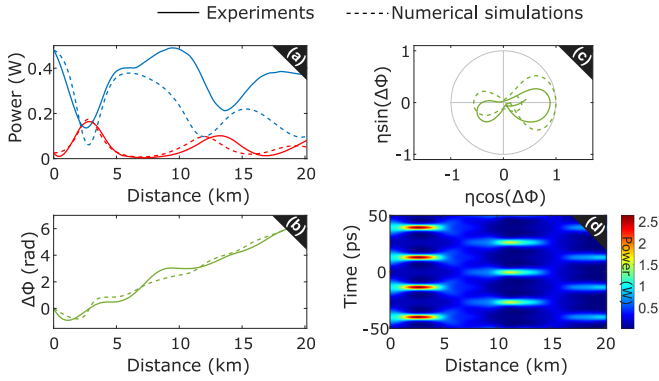 Experiments
Numerical simulations
(a)
Power (W)
0.4
0.2
0
0 5 10 15 20
Distance (km)
(c)
ηsin(ΔΦ)
1
0
-1
-1 0 1
ηcos(ΔΦ)
(b)
ΔΦ (rad)
6
4
2
0
0 5 10 15 20
Distance (km)
(d)
Time (ps)
50
0
-50
0 5 10 15 20
Distance (km)
Power (W)
2.5
2
1.5
1
0.5